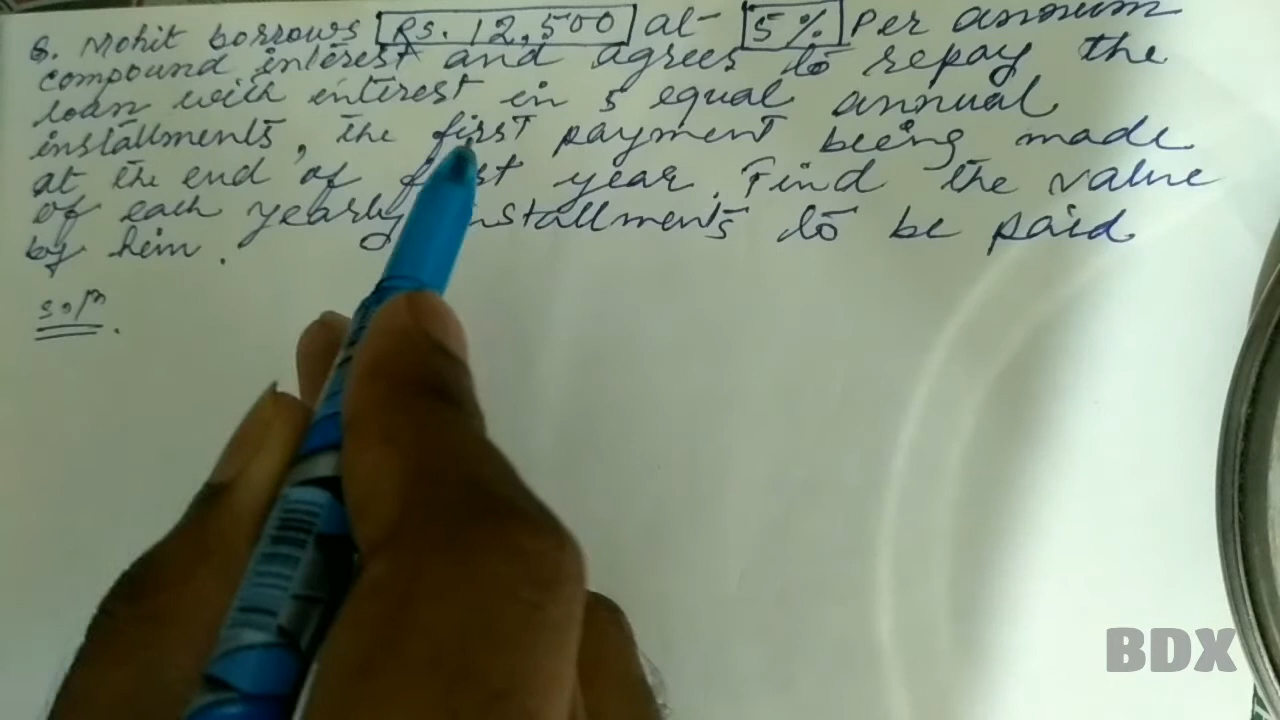 6. Mohit borrows Rs. 12,500 at 5% Per annum
compound interest and agrees to repay the
loan with interest in 5 equal annual
installments, the first payment being made
at the end of first year. Find the value
of each yearly installments to be paid
by him.
soln.
BDX